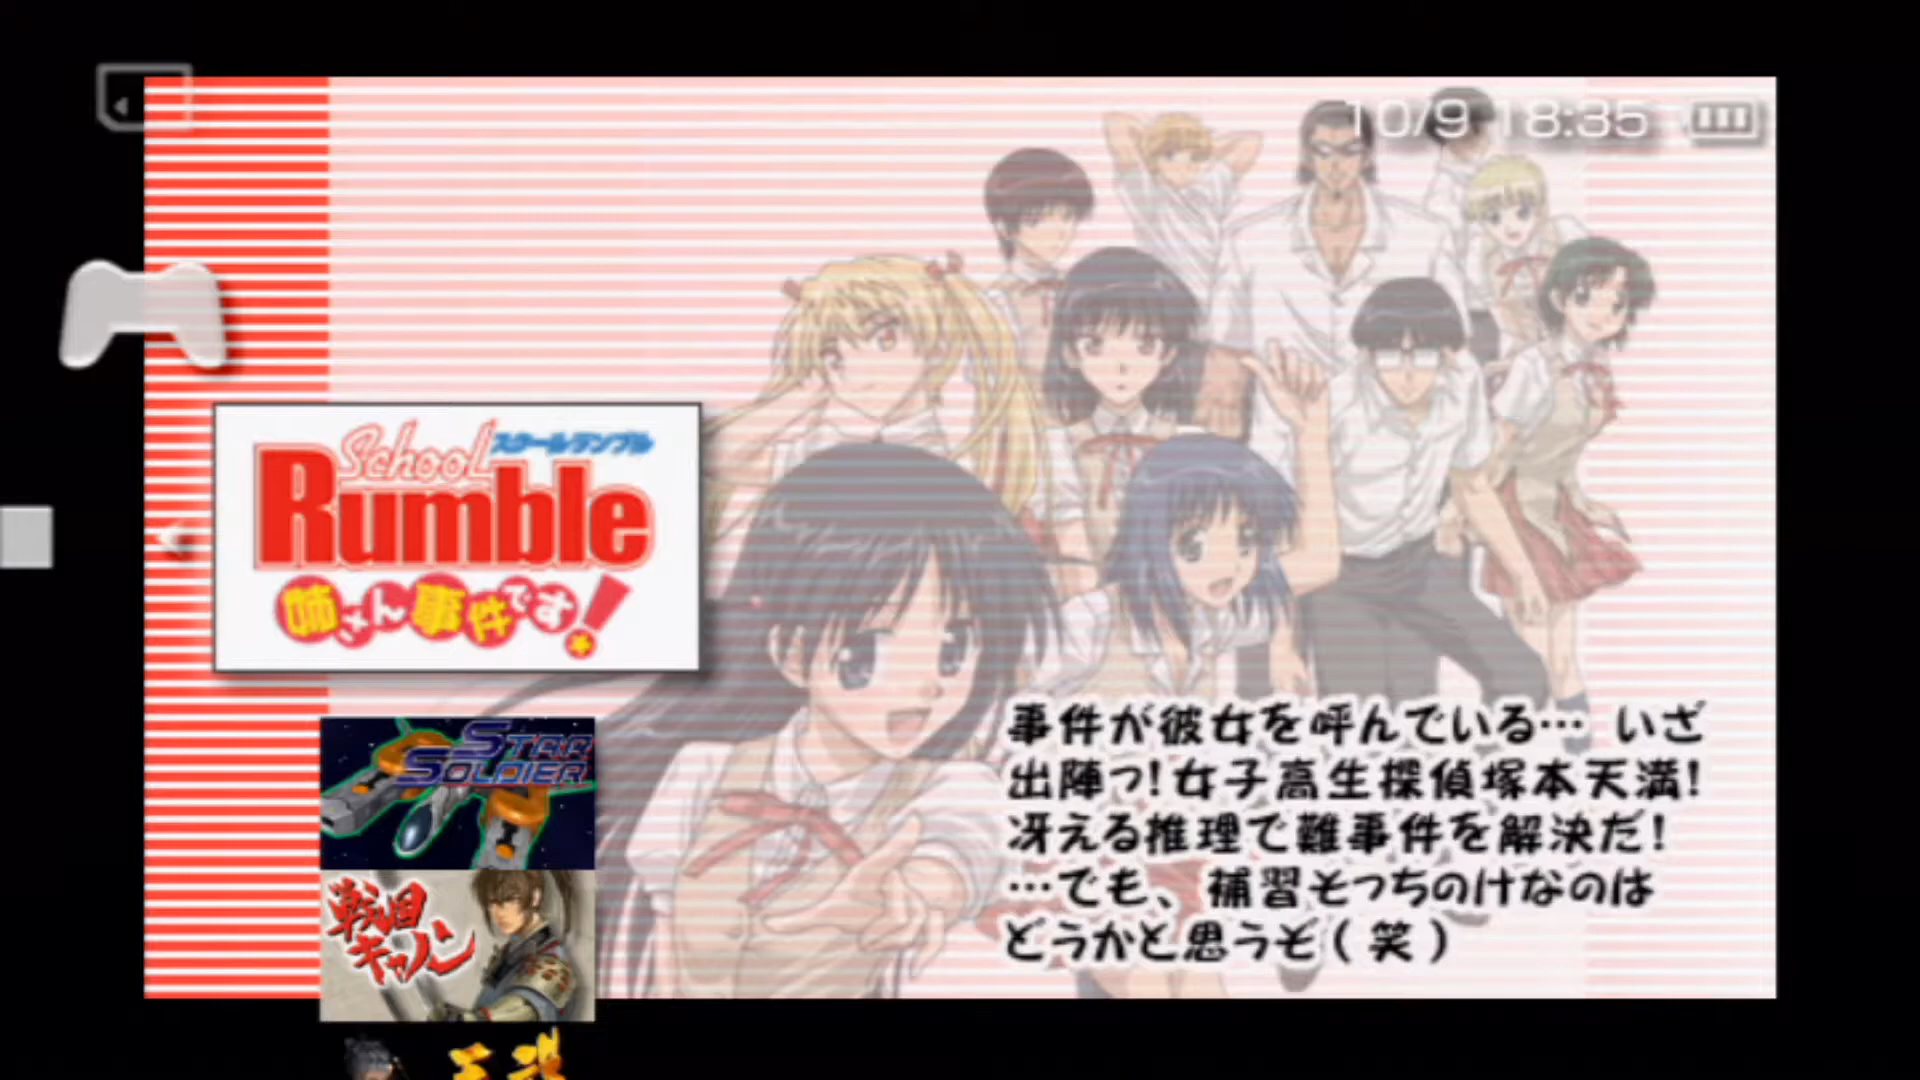 10/9 18:35
School スクールランブル
Rumble
姉さん事件です!
事件が彼女を呼んでいる… いざ
出陣っ!女子高生探偵塚本天満!
冴える推理で難事件を解決だ!
…でも、補習そっちのけなのは
どうかと思うぞ(笑)
STAR
SOLDIER
戦国
キャノン